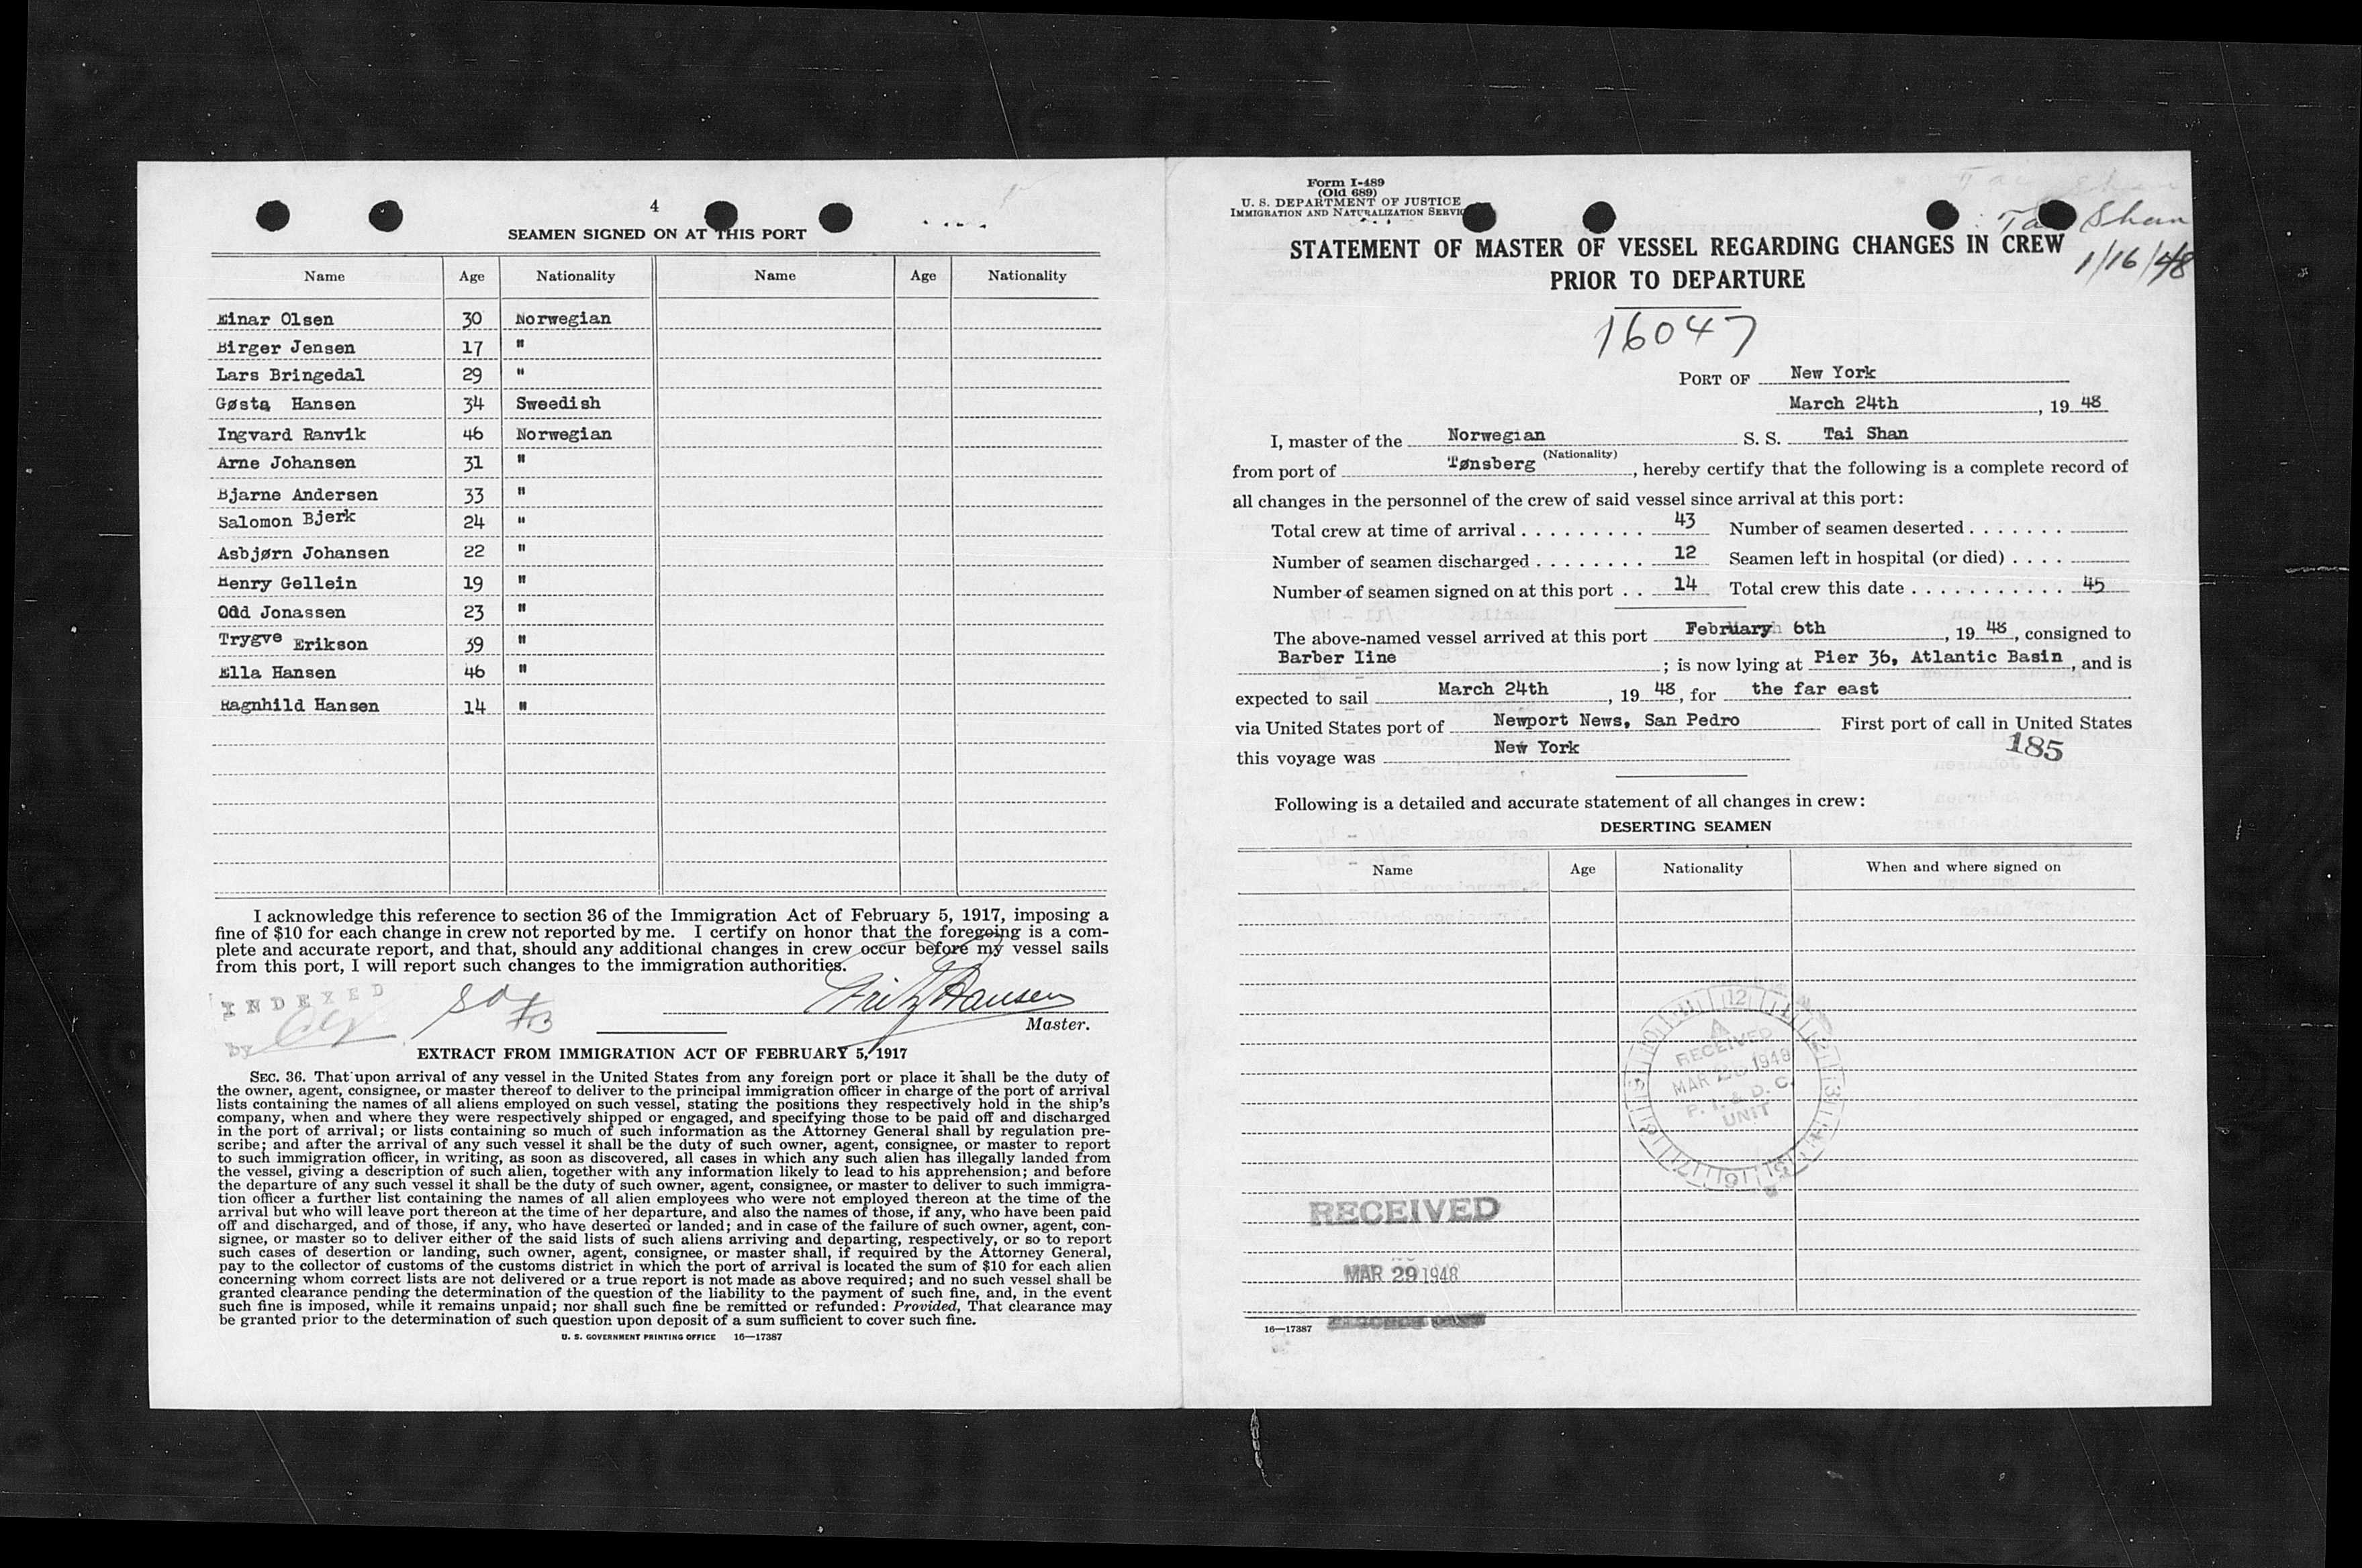 4
SEAMEN SIGNED ON AT THIS PORT
Name Age Nationality Name Age Nationality
Einar Olsen 30 Norwegian
Birger Jensen 17 "
Lars Bringedal 29 "
Gøsta Hansen 34 Sweedish
Ingvard Ranvik 46 Norwegian
Arne Johansen 31 "
Bjarne Andersen 33 "
Salomon Bjerk 24 "
Asbjørn Johansen 22 "
Henry Gellein 19 "
Odd Jonassen 23 "
Trygve Erikson 39 "
Ella Hansen 46 "
Ragnhild Hansen 14 "
I acknowledge this reference to section 36 of the Immigration Act of February 5, 1917, imposing a
fine of $10 for each change in crew not reported by me. I certify on honor that the foregoing is a com-
plete and accurate report, and that, should any additional changes in crew occur before my vessel sails
from this port, I will report such changes to the immigration authorities.
INDEXED
by
Fritz Hansen
Master.
EXTRACT FROM IMMIGRATION ACT OF FEBRUARY 5, 1917
SEC. 36. That upon arrival of any vessel in the United States from any foreign port or place it shall be the duty of
the owner, agent, consignee, or master thereof to deliver to the principal immigration officer in charge of the port of arrival
lists containing the names of all aliens employed on such vessel, stating the positions they respectively hold in the ship's
company, when and where they were respectively shipped or engaged, and specifying those to be paid off and discharged
in the port of arrival; or lists containing so much of such information as the Attorney General shall by regulation pre-
scribe; and after the arrival of any such vessel it shall be the duty of such owner, agent, consignee, or master to report
to such immigration officer, in writing, as soon as discovered, all cases in which any such alien has illegally landed from
the vessel, giving a description of such alien, together with any information likely to lead to his apprehension; and before
the departure of any such vessel it shall be the duty of such owner, agent, consignee, or master to deliver to such immigra-
tion officer a further list containing the names of all alien employees who were not employed thereon at the time of the
arrival but who will leave port thereon at the time of her departure, and also the names of those, if any, who have been paid
off and discharged, and of those, if any, who have deserted or landed; and in case of the failure of such owner, agent, con-
signee, or master so to deliver either of the said lists of such aliens arriving and departing, respectively, or so to report
such cases of desertion or landing, such owner, agent, consignee, or master shall, if required by the Attorney General,
pay to the collector of customs of the customs district in which the port of arrival is located the sum of $10 for each alien
concerning whom correct lists are not delivered or a true report is not made as above required; and no such vessel shall be
granted clearance pending the determination of the question of the liability to the payment of such fine, and, in the event
such fine is imposed, while it remains unpaid; nor shall such fine be remitted or refunded: Provided, That clearance may
be granted prior to the determination of such question upon deposit of a sum sufficient to cover such fine.
U. S. GOVERNMENT PRINTING OFFICE 16—17387
Form I-489
(Old 689)
U. S. DEPARTMENT OF JUSTICE
IMMIGRATION AND NATURALIZATION SERVICE
Tai Shan
1/16/48
STATEMENT OF MASTER OF VESSEL REGARDING CHANGES IN CREW
PRIOR TO DEPARTURE
16047
PORT OF New York
March 24th, 19 48
I, master of the Norwegian S. S. Tai Shan
(Nationality)
from port of Tønsberg, hereby certify that the following is a complete record of
all changes in the personnel of the crew of said vessel since arrival at this port:
Total crew at time of arrival 43 Number of seamen deserted
Number of seamen discharged 12 Seamen left in hospital (or died)
Number of seamen signed on at this port 14 Total crew this date 45
The above-named vessel arrived at this port February 6th, 19 48, consigned to
Barber line; is now lying at Pier 36, Atlantic Basin, and is
expected to sail March 24th, 19 48, for the far east
via United States port of Newport News, San Pedro First port of call in United States
this voyage was New York
185
Following is a detailed and accurate statement of all changes in crew:
DESERTING SEAMEN
Name Age Nationality When and where signed on
RECEIVED
MAR 1948
P. I. & D. C.
UNIT
RECEIVED
MAR 29 1948
16—17387